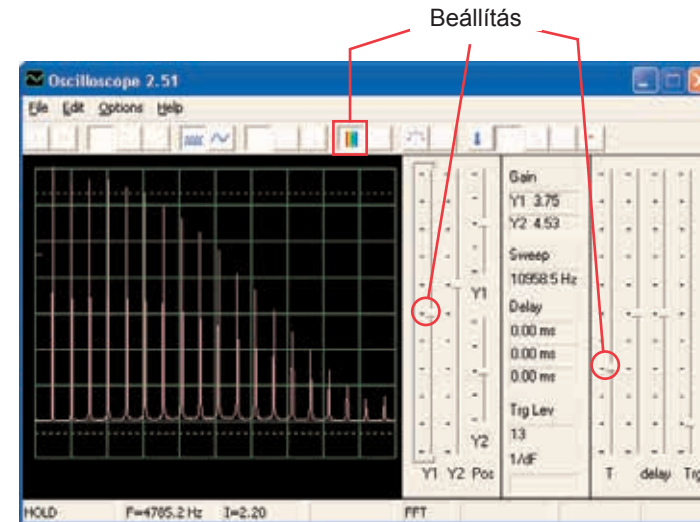 Beállítás
Oscilloscope 2.51
File Edit Options Help
Gain
Y1 3.75
Y2 4.53
Sweep
10958.5 Hz
Y1
Delay
0.00 ms
0.00 ms
0.00 ms
Trg Lev
13
Y2
1/dF
Y1 Y2 Pos
T delay Trg
HOLD F=4785.2 Hz I=2.20 FFT